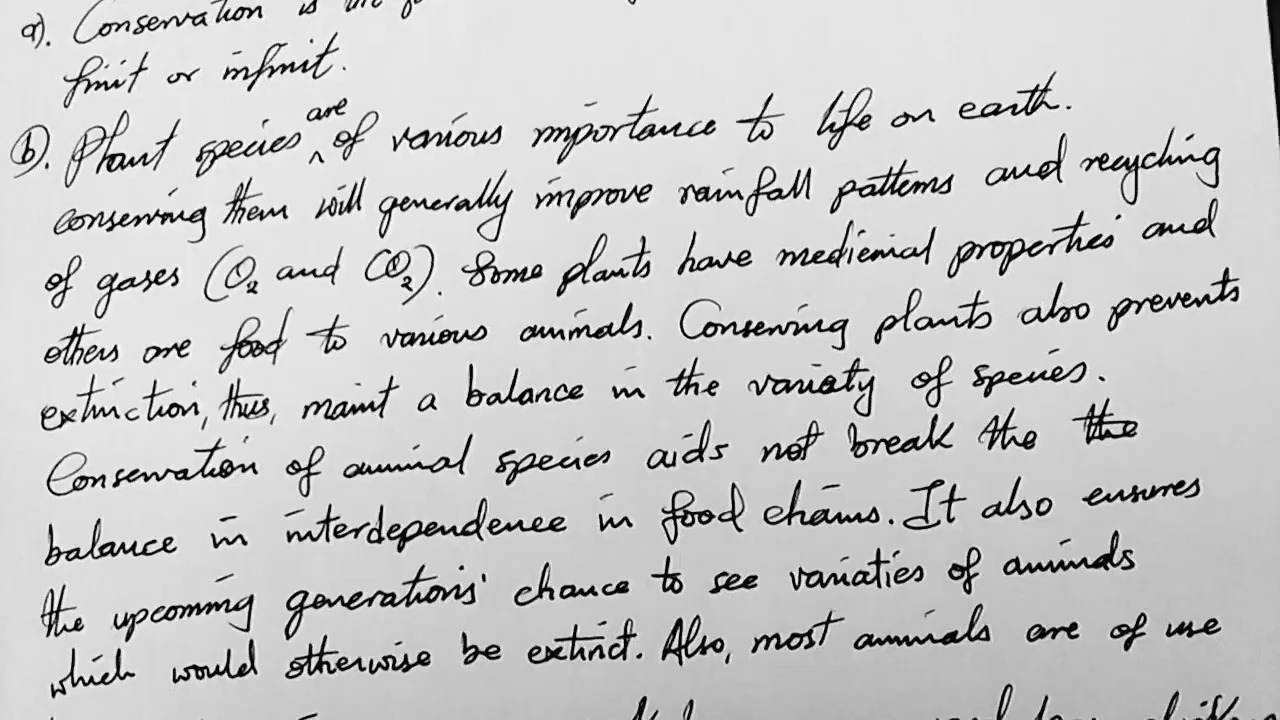 a). Conservation is the
finit or infinit.
b). Plant species are of various importance to life on earth.
conserving them will generally improve rainfall patterns and recycling
of gases (O₂ and CO₂). Some plants have medicinal properties and
others are food to various animals. Conserving plants also prevents
extinction, thus, maint a balance in the variaty of species.
Conservation of animal species aids not break the the
balance in interdependence in food chains. It also ensures
the upcomming generations' chance to see variaties of animals
which would otherwise be extinct. Also, most animals are of use